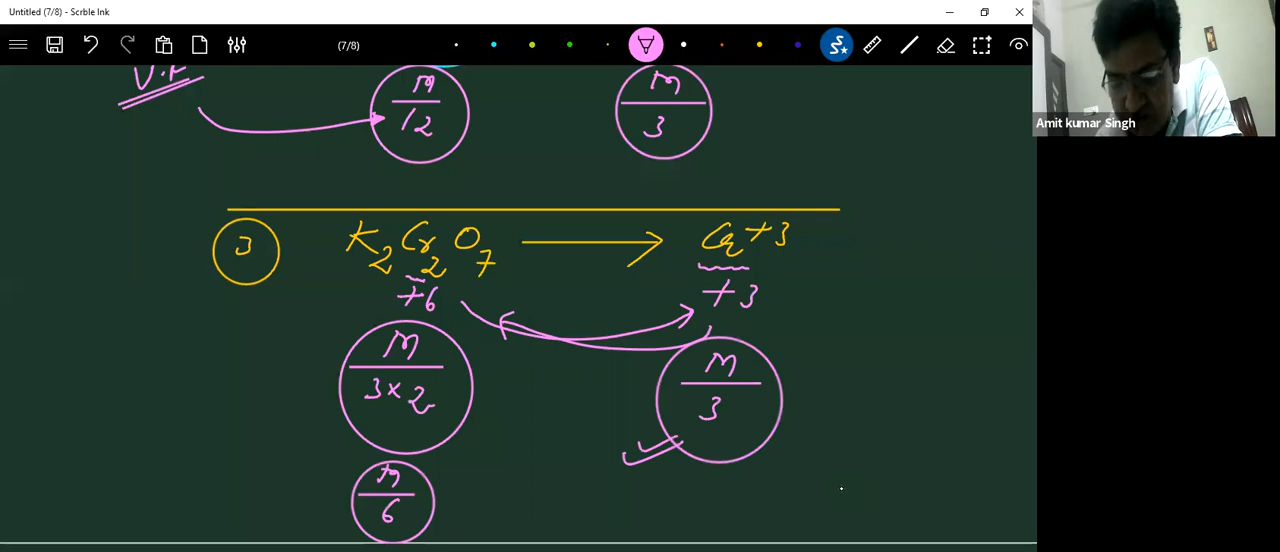 Untitled (7/8) - Scrble Ink
(7/8)
Amit kumar Singh
M/12
M/3
3 K2Cr2O7 ⟶ Cr+3
+6 +3
M/3×2
M/3
M/6